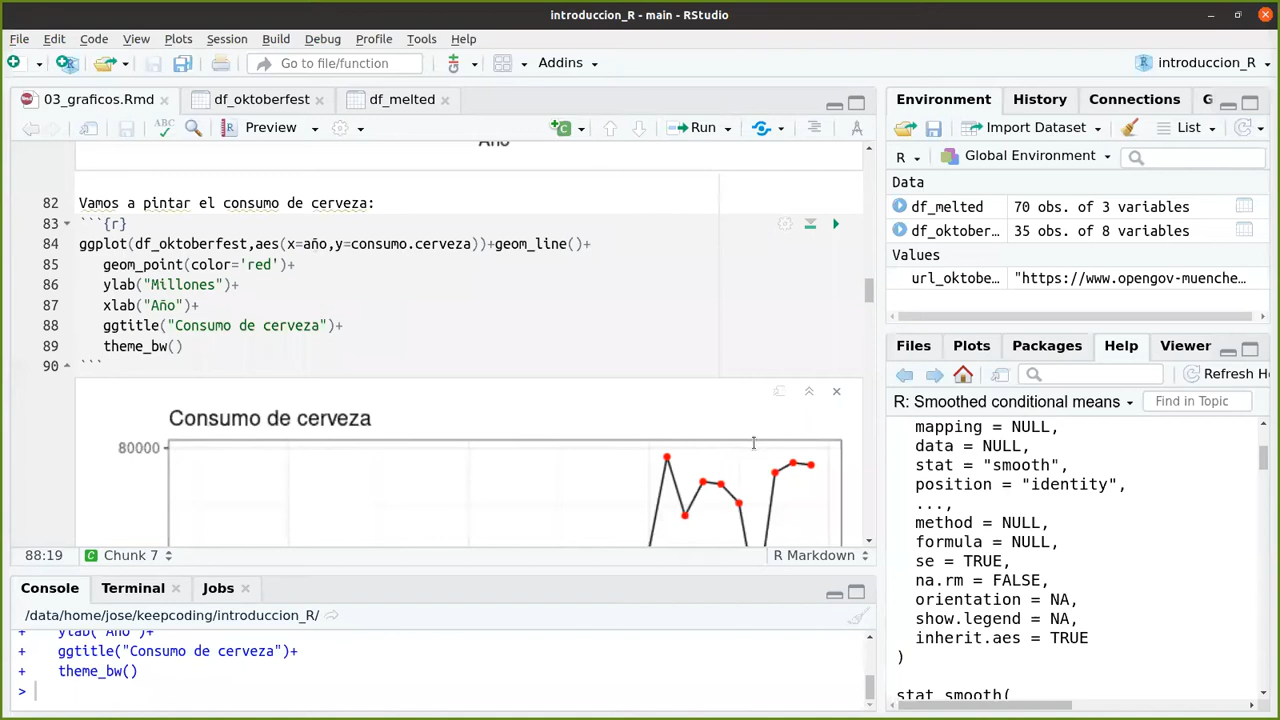 introduccion_R - main - RStudio
File Edit Code View Plots Session Build Debug Profile Tools Help
Go to file/function
Addins
introduccion_R
03_graficos.Rmd
df_oktoberfest
df_melted
ABC
Preview
Run
Año
82 Vamos a pintar el consumo de cerveza:
83 ```{r}
84 ggplot(df_oktoberfest,aes(x=año,y=consumo.cerveza))+geom_line()+
85 geom_point(color='red')+
86 ylab("Millones")+
87 xlab("Año")+
88 ggtitle("Consumo de cerveza")+
89 theme_bw()
90 ```
Consumo de cerveza
80000
88:19 Chunk 7 R Markdown
Console Terminal Jobs
/data/home/jose/keepcoding/introduccion_R/
+ ylab("Año")+
+ ggtitle("Consumo de cerveza")+
+ theme_bw()
>
Environment History Connections G
Import Dataset
List
R Global Environment
Data
df_melted 70 obs. of 3 variables
df_oktober… 35 obs. of 8 variables
Values
url_oktobe… "https://www.opengov-muenche…
Files Plots Packages Help Viewer
Refresh H
R: Smoothed conditional means
Find in Topic
mapping = NULL,
data = NULL,
stat = "smooth",
position = "identity",
...,
method = NULL,
formula = NULL,
se = TRUE,
na.rm = FALSE,
orientation = NA,
show.legend = NA,
inherit.aes = TRUE
)
stat_smooth(